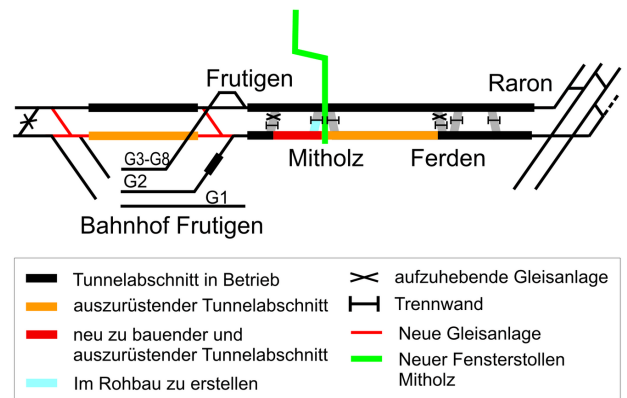 Frutigen
Raron
G3-G8
G2
G1
Mitholz
Ferden
Bahnhof Frutigen
Tunnelabschnitt in Betrieb
auszurüstender Tunnelabschnitt
neu zu bauender und
auszurüstender Tunnelabschnitt
Im Rohbau zu erstellen
aufzuhebende Gleisanlage
Trennwand
Neue Gleisanlage
Neuer Fensterstollen
Mitholz